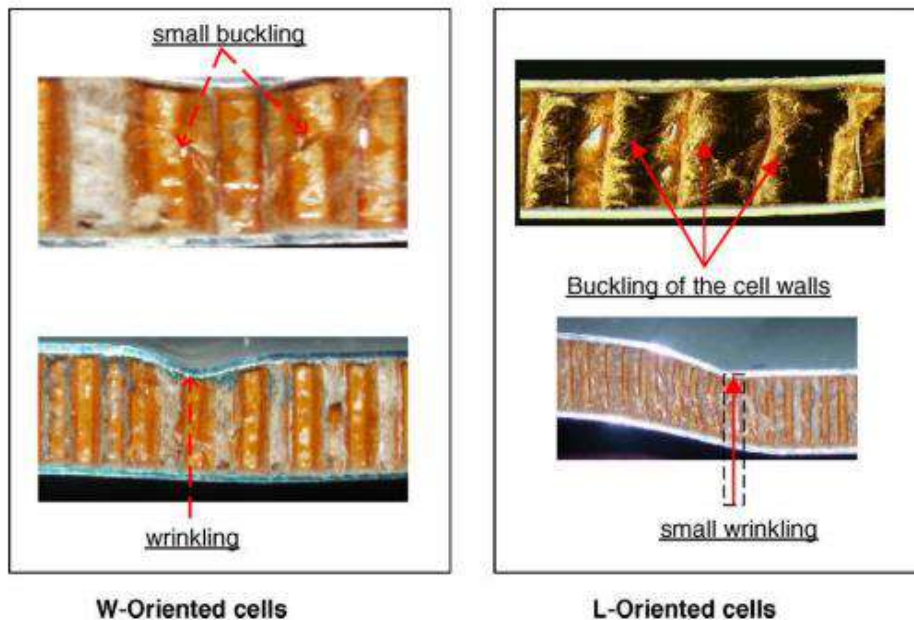 small buckling
Buckling of the cell walls
wrinkling
small wrinkling
W-Oriented cells
L-Oriented cells